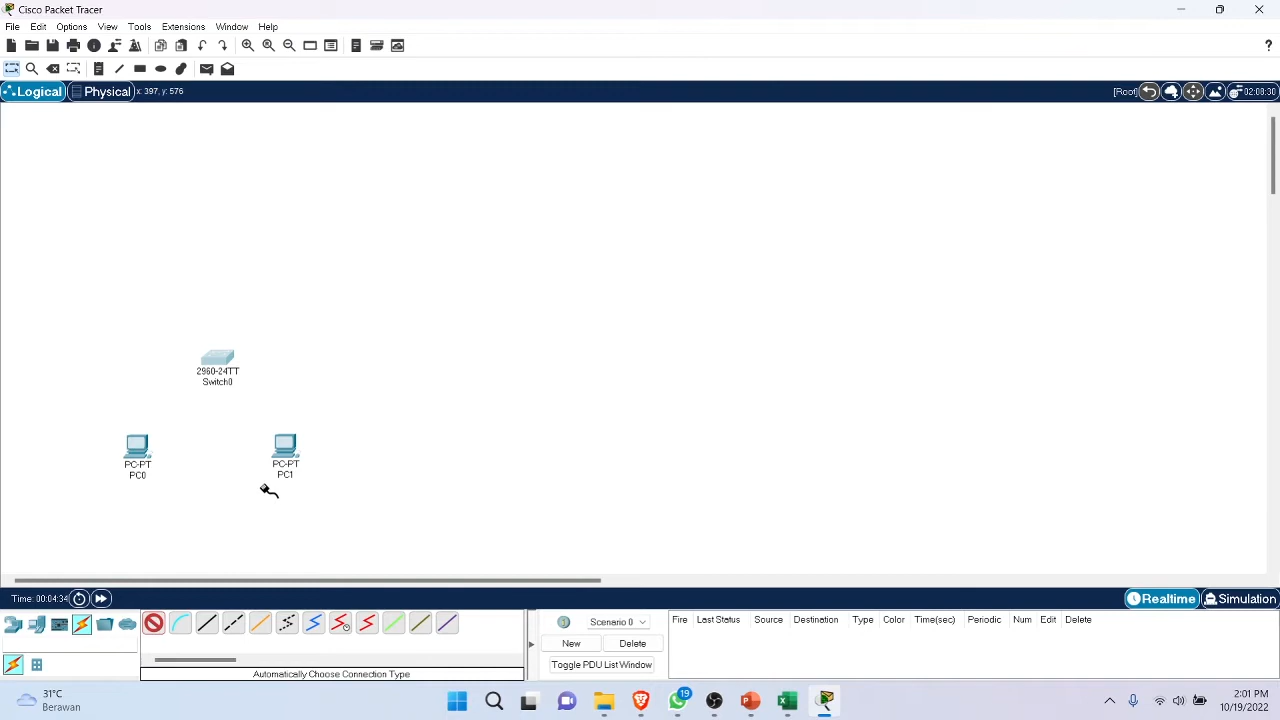 Cisco Packet Tracer
File Edit Options View Tools Extensions Window Help
?
Logical Physical x: 397, y: 576 [Root] 02:08:30
2960-24TT
Switch0
PC-PT
PC0
PC-PT
PC1
Time: 00:04:34 Realtime Simulation
Scenario 0
New Delete
Toggle PDU List Window
Fire Last Status Source Destination Type Color Time(sec) Periodic Num Edit Delete
Automatically Choose Connection Type
31°C
Berawan
19
2:01 PM
10/19/2022